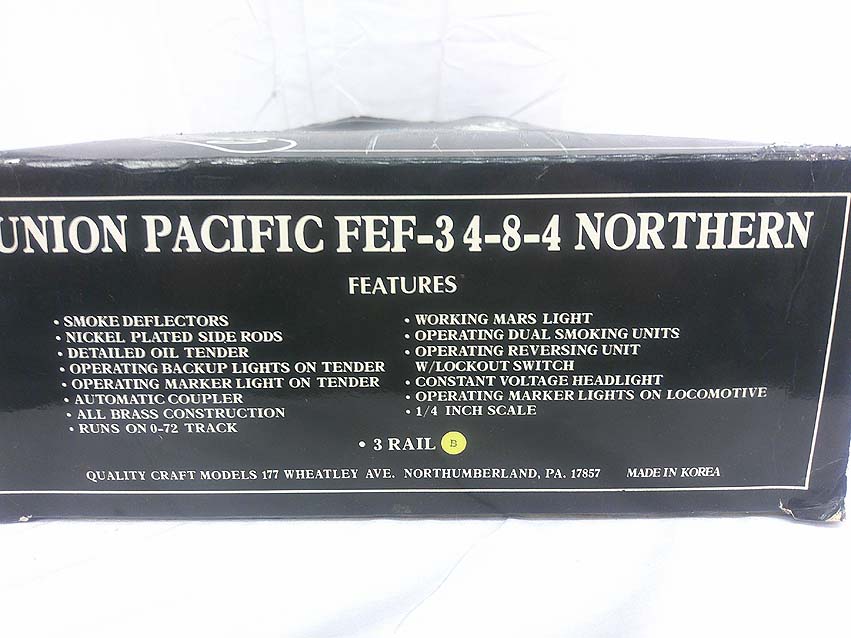 UNION PACIFIC FEF-3 4-8-4 NORTHERN
FEATURES
• SMOKE DEFLECTORS
• NICKEL PLATED SIDE RODS
• DETAILED OIL TENDER
• OPERATING BACKUP LIGHTS ON TENDER
• OPERATING MARKER LIGHT ON TENDER
• AUTOMATIC COUPLER
• ALL BRASS CONSTRUCTION
• RUNS ON 0-72 TRACK
• WORKING MARS LIGHT
• OPERATING DUAL SMOKING UNITS
• OPERATING REVERSING UNIT
W/LOCKOUT SWITCH
• CONSTANT VOLTAGE HEADLIGHT
• OPERATING MARKER LIGHTS ON LOCOMOTIVE
• 1/4 INCH SCALE
• 3 RAIL B
QUALITY CRAFT MODELS 177 WHEATLEY AVE. NORTHUMBERLAND, PA. 17857 MADE IN KOREA